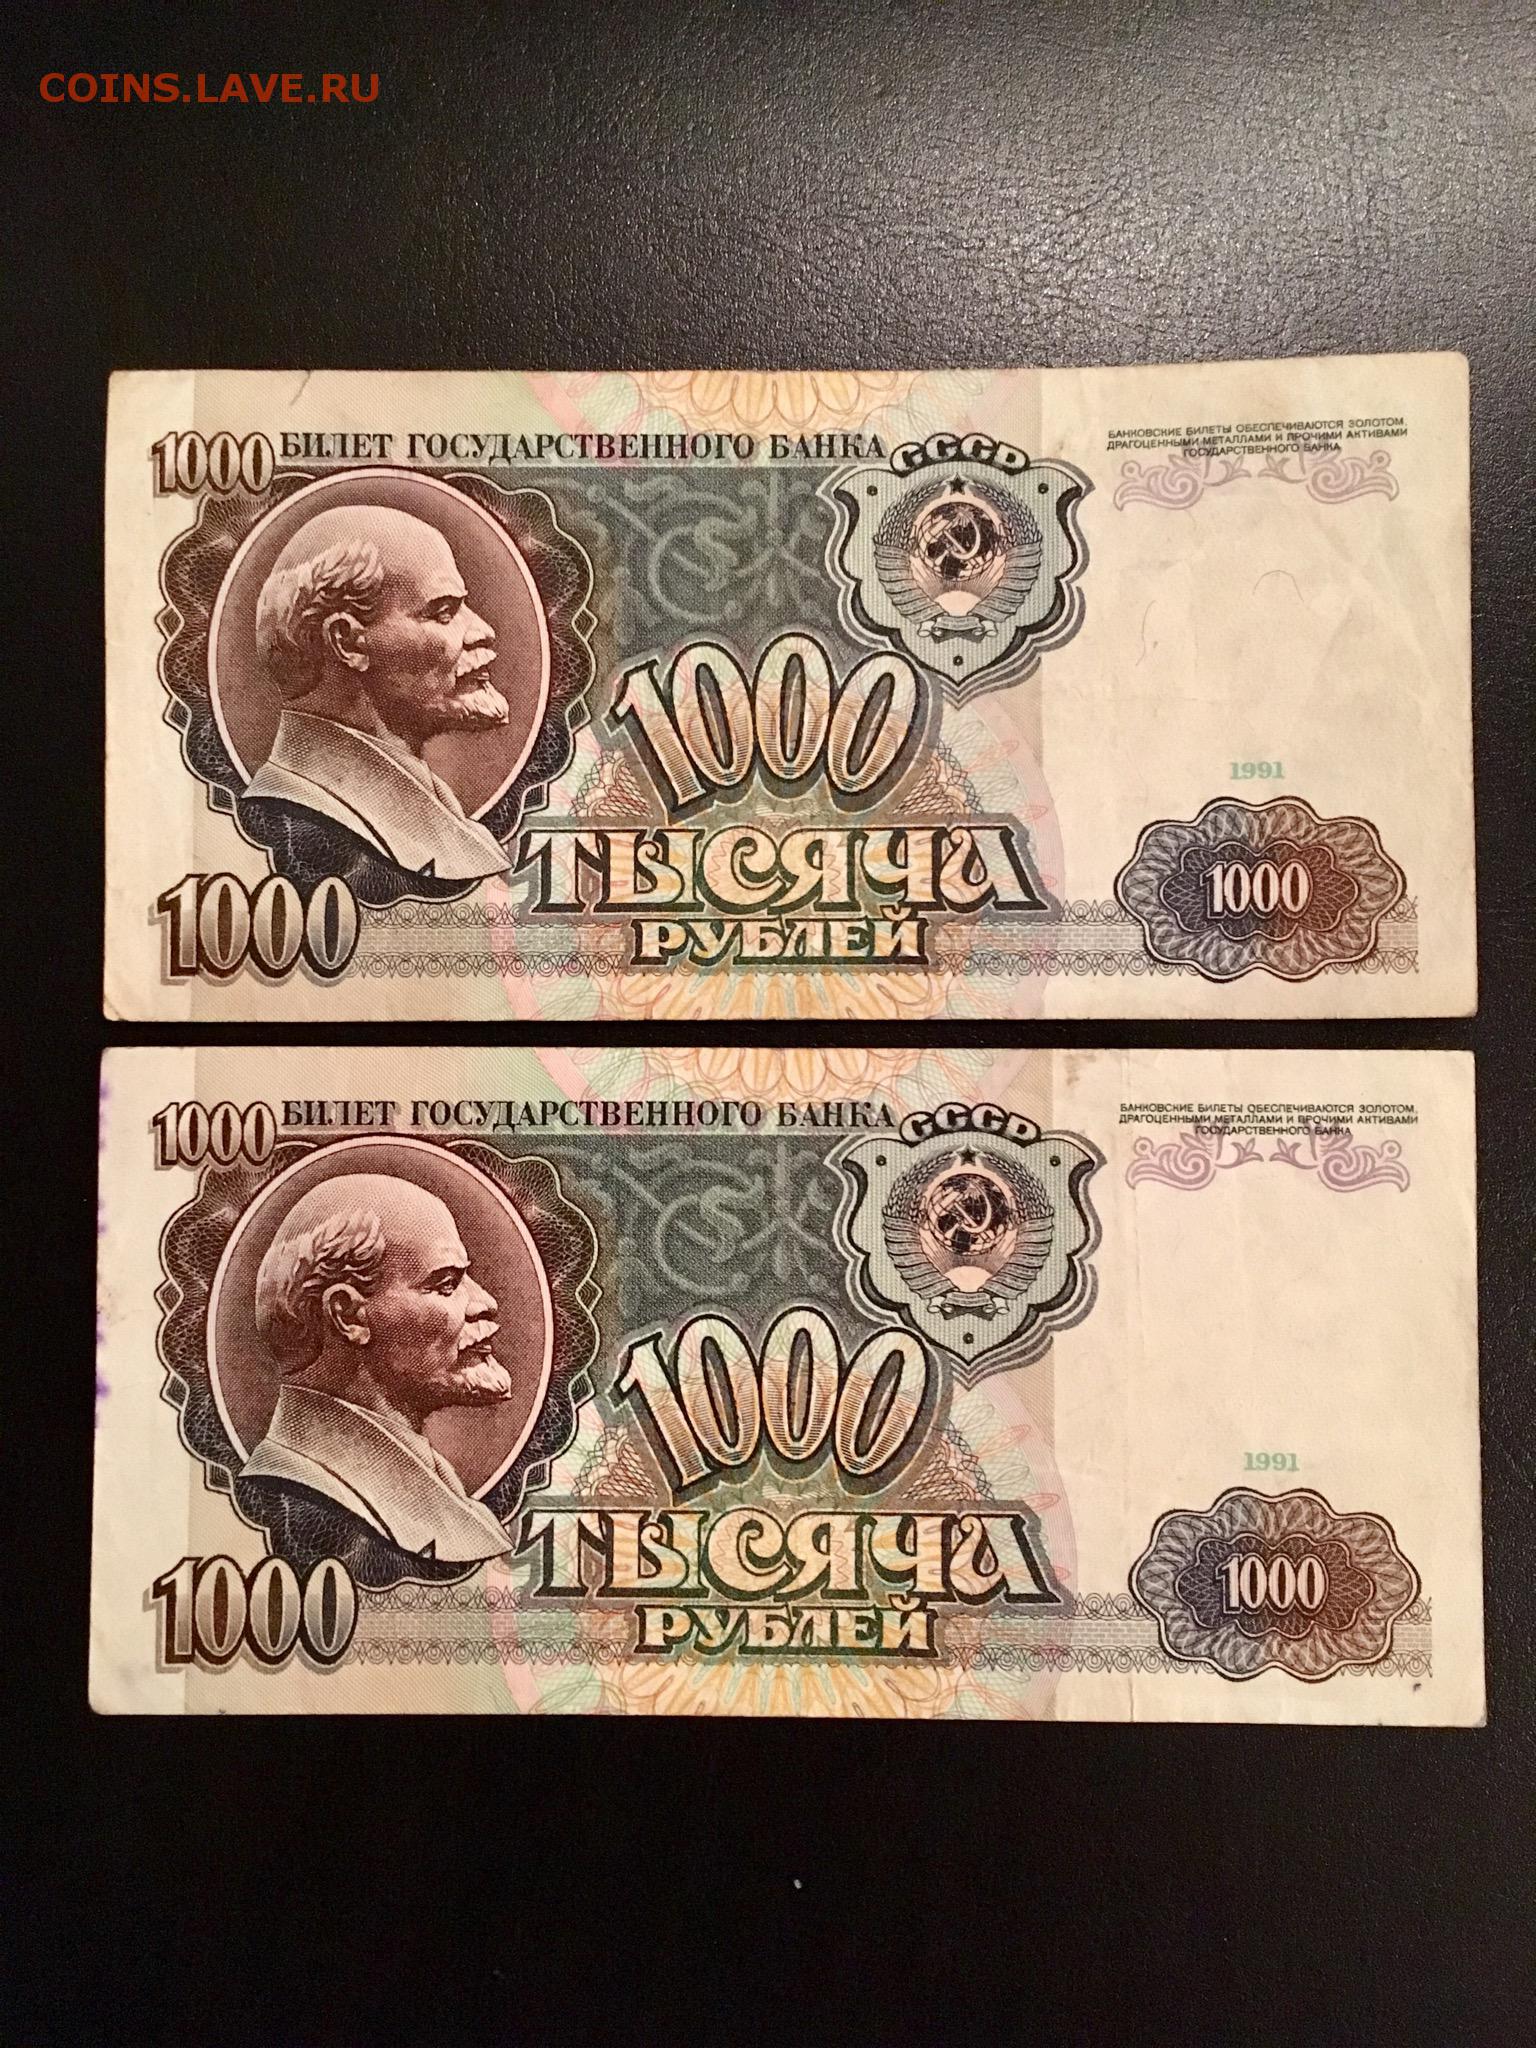 COINS.LAVE.RU
1000 БИЛЕТ ГОСУДАРСТВЕННОГО БАНКА СССР
БАНКОВСКИЕ БИЛЕТЫ ОБЕСПЕЧИВАЮТСЯ ЗОЛОТОМ,
ДРАГОЦЕННЫМИ МЕТАЛЛАМИ И ПРОЧИМИ АКТИВАМИ
ГОСУДАРСТВЕННОГО БАНКА
1000
1991
ТЫСЯЧА
1000
1000
РУБЛЕЙ
1000 БИЛЕТ ГОСУДАРСТВЕННОГО БАНКА СССР
БАНКОВСКИЕ БИЛЕТЫ ОБЕСПЕЧИВАЮТСЯ ЗОЛОТОМ,
ДРАГОЦЕННЫМИ МЕТАЛЛАМИ И ПРОЧИМИ АКТИВАМИ
ГОСУДАРСТВЕННОГО БАНКА
1000
1991
ТЫСЯЧА
1000
1000
РУБЛЕЙ